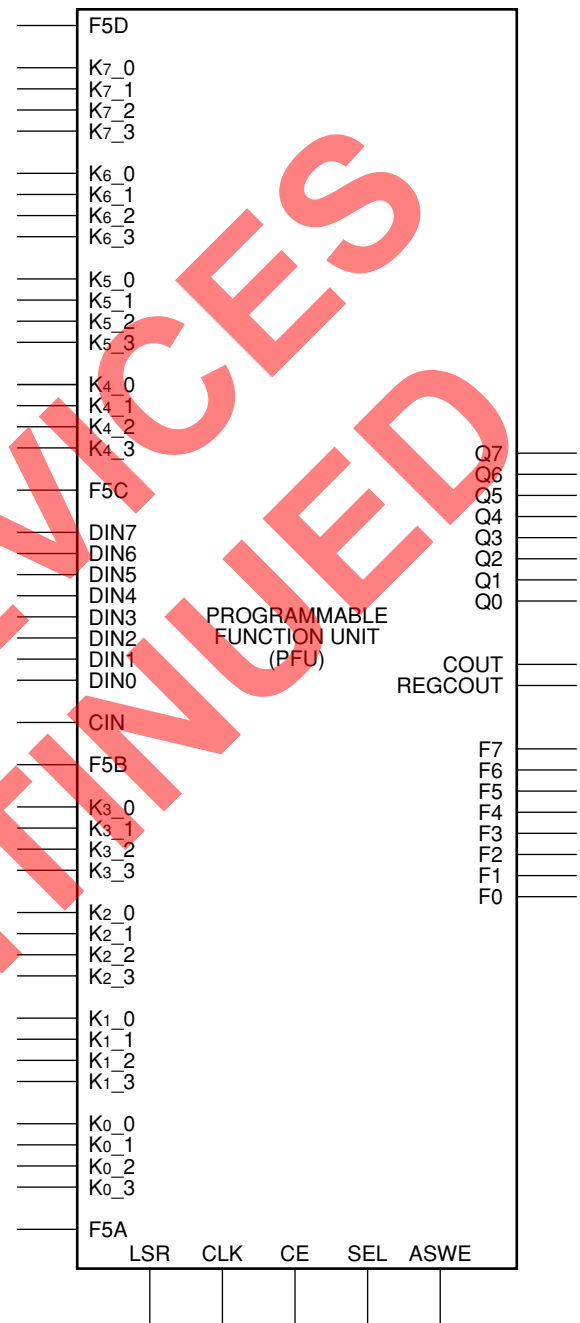 F5D
K7_0
K7_1
K7_2
K7_3
K6_0
K6_1
K6_2
K6_3
K5_0
K5_1
K5_2
K5_3
K4_0
K4_1
K4_2
K4_3
F5C
DIN7
DIN6
DIN5
DIN4
DIN3
DIN2
DIN1
DIN0
CIN
F5B
K3_0
K3_1
K3_2
K3_3
K2_0
K2_1
K2_2
K2_3
K1_0
K1_1
K1_2
K1_3
K0_0
K0_1
K0_2
K0_3
F5A
PROGRAMMABLE
FUNCTION UNIT
(PFU)
Q7
Q6
Q5
Q4
Q3
Q2
Q1
Q0
COUT
REGCOUT
F7
F6
F5
F4
F3
F2
F1
F0
LSR CLK CE SEL ASWE
VICES
TINUED